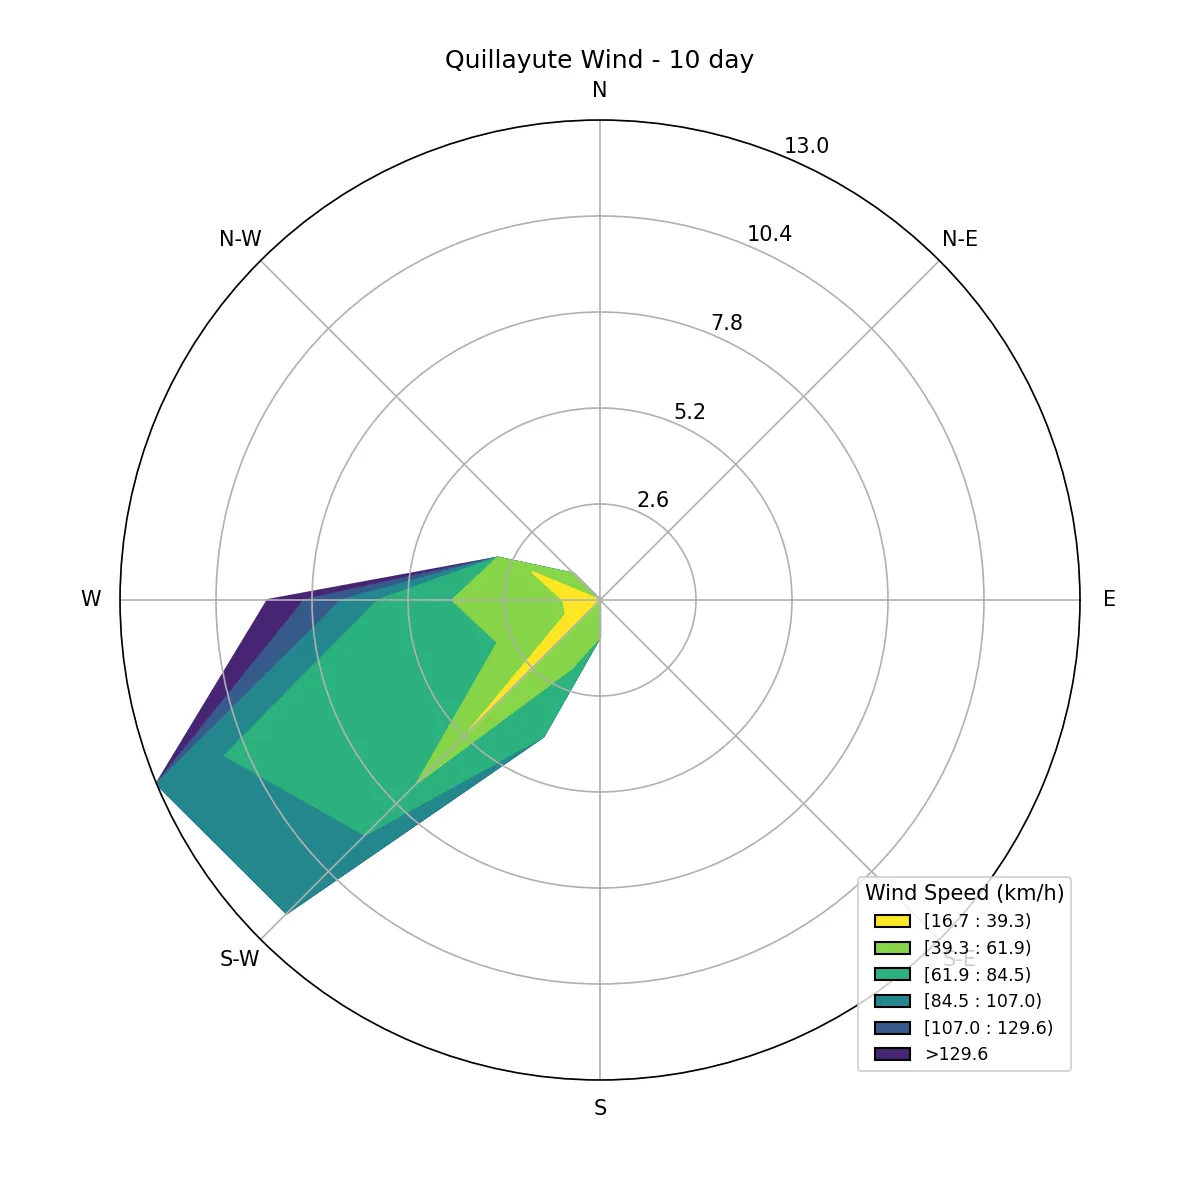 Quillayute Wind - 10 day
N
13.0
10.4
N-W
N-E
7.8
5.2
2.6
W
E
Wind Speed (km/h)
[16.7 : 39.3)
[39.3 : 61.9)
S-W
S-E
[61.9 : 84.5)
[84.5 : 107.0)
[107.0 : 129.6)
>129.6
S